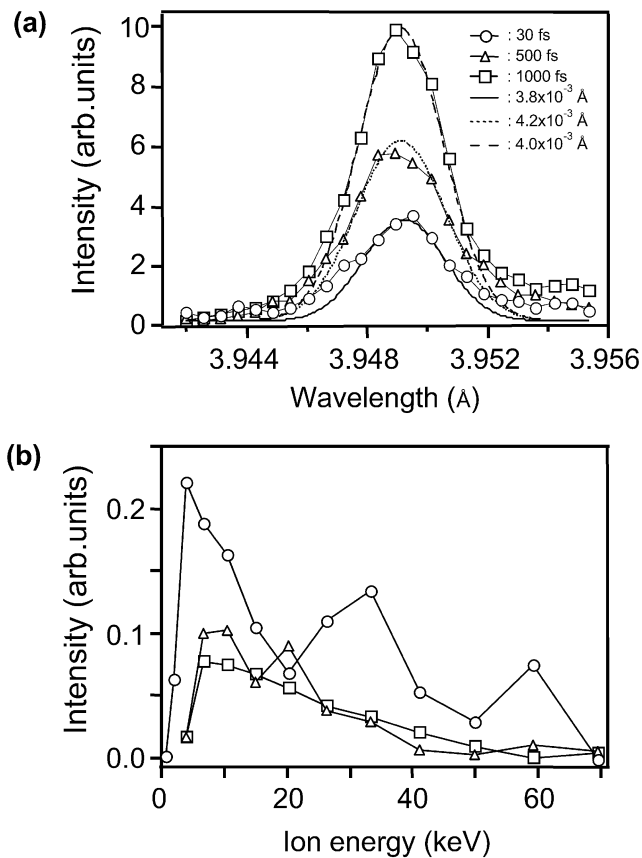 (a)
Intensity (arb.units)
10
8
6
4
2
0
: 30 fs
: 500 fs
: 1000 fs
: 3.8x10⁻³ Å
: 4.2x10⁻³ Å
: 4.0x10⁻³ Å
3.944 3.948 3.952 3.956
Wavelength (Å)
(b)
Intensity (arb.units)
0.2
0.1
0.0
0 20 40 60
Ion energy (keV)